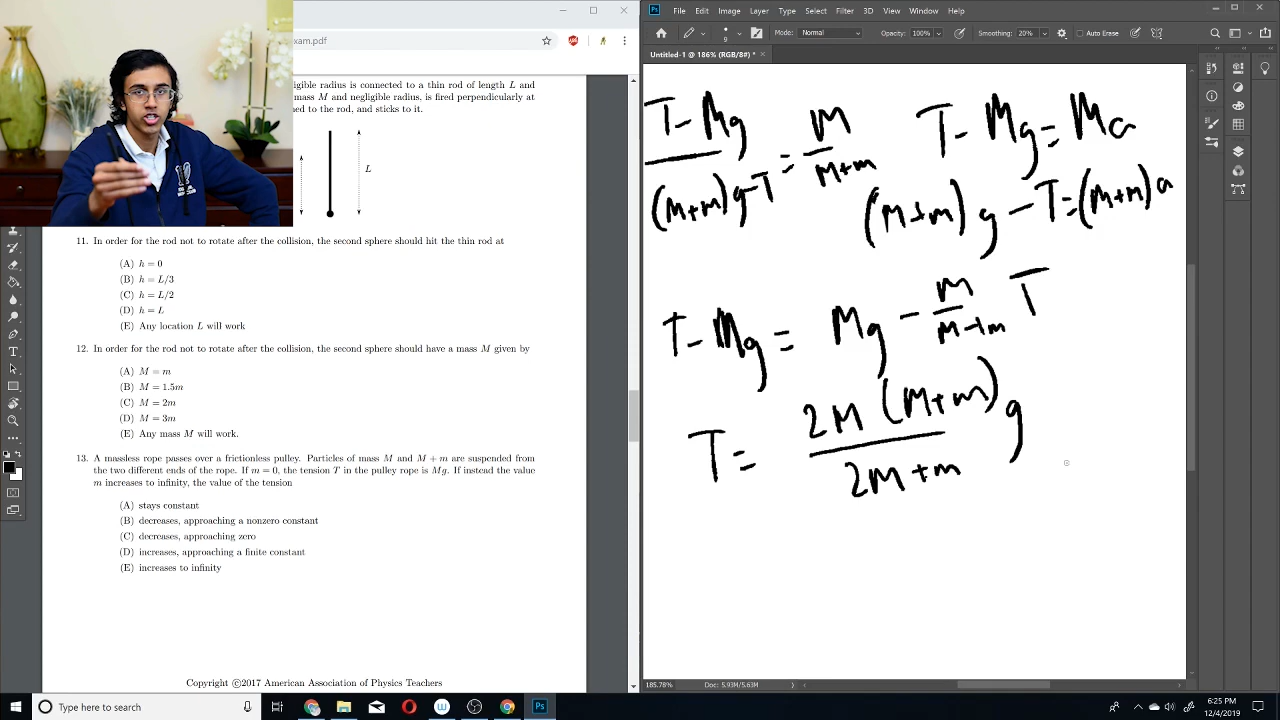 exam.pdf
igible radius is connected to a thin rod of length L and
mass M and negligible radius, is fired perpendicularly at
ed to the rod, and sticks to it.
L
11. In order for the rod not to rotate after the collision, the second sphere should hit the thin rod at
(A) h = 0
(B) h = L/3
(C) h = L/2
(D) h = L
(E) Any location L will work
12. In order for the rod not to rotate after the collision, the second sphere should have a mass M given by
(A) M = m
(B) M = 1.5m
(C) M = 2m
(D) M = 3m
(E) Any mass M will work.
13. A massless rope passes over a frictionless pulley. Particles of mass M and M + m are suspended from
the two different ends of the rope. If m = 0, the tension T in the pulley rope is Mg. If instead the value
m increases to infinity, the value of the tension
(A) stays constant
(B) decreases, approaching a nonzero constant
(C) decreases, approaching zero
(D) increases, approaching a finite constant
(E) increases to infinity
Copyright ©2017 American Association of Physics Teachers
Ps File Edit Image Layer Type Select Filter 3D View Window Help
9 Mode: Normal Opacity: 100% Smoothing: 20% Auto Erase
Untitled-1 @ 186% (RGB/8#) *
T - Mg / (M+m)g - T = M / M+m
T - Mg = Ma
(M+m)g - T = (M+m)a
T - Mg = Mg - M / M+m T
T = 2M (M+m) / 2M + m g
185.78% Doc: 5.93M/5.63M
Type here to search
6:25 PM
12/4/2019